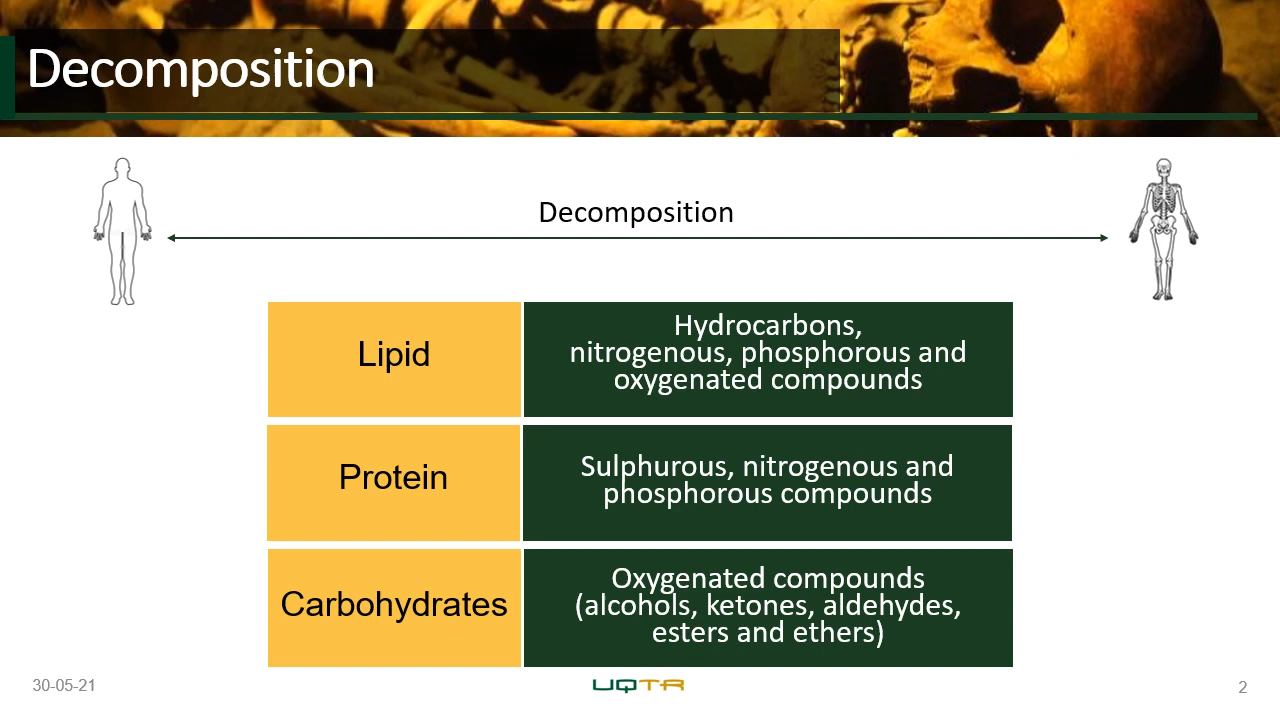 Decomposition
Decomposition
Lipid
Hydrocarbons,
nitrogenous, phosphorous and
oxygenated compounds
Protein
Sulphurous, nitrogenous and
phosphorous compounds
Carbohydrates
Oxygenated compounds
(alcohols, ketones, aldehydes,
esters and ethers)
30-05-21
UQTR
2